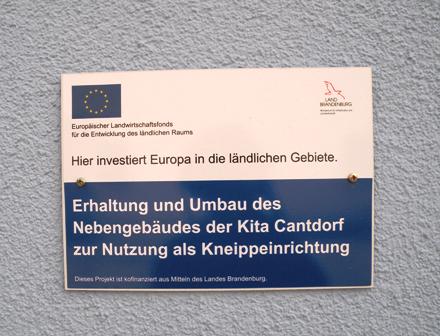 LAND
BRANDENBURG
Europäischer Landwirtschaftsfonds
für die Entwicklung des ländlichen Raums
Hier investiert Europa in die ländlichen Gebiete.
Erhaltung und Umbau des
Nebengebäudes der Kita Cantdorf
zur Nutzung als Kneippeinrichtung
Dieses Projekt ist kofinanziert aus Mitteln des Landes Brandenburg.